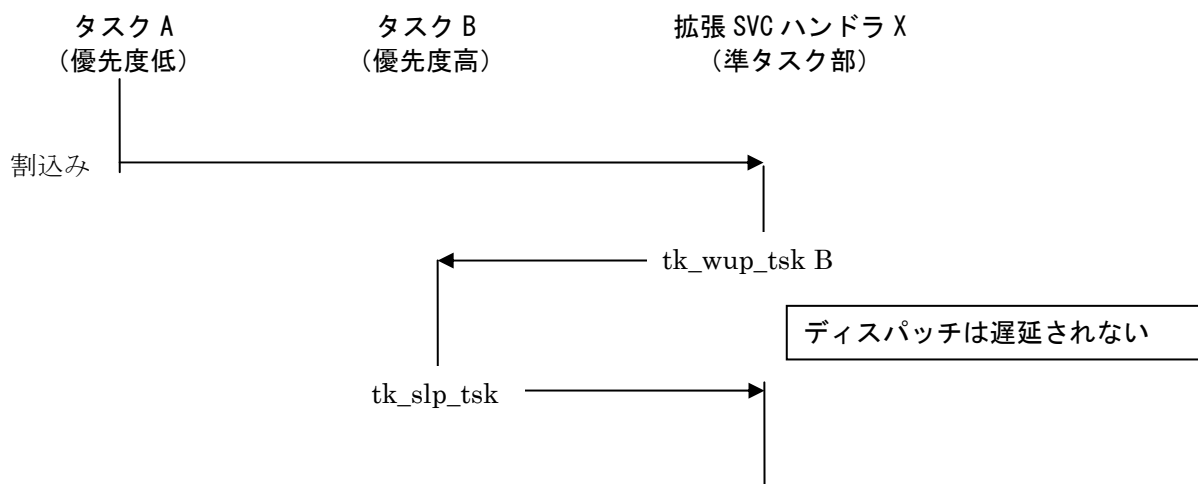 タスク A
(優先度低)
タスク B
(優先度高)
拡張 SVC ハンドラ X
(準タスク部)
割込み
tk_wup_tsk B
ディスパッチは遅延されない
tk_slp_tsk